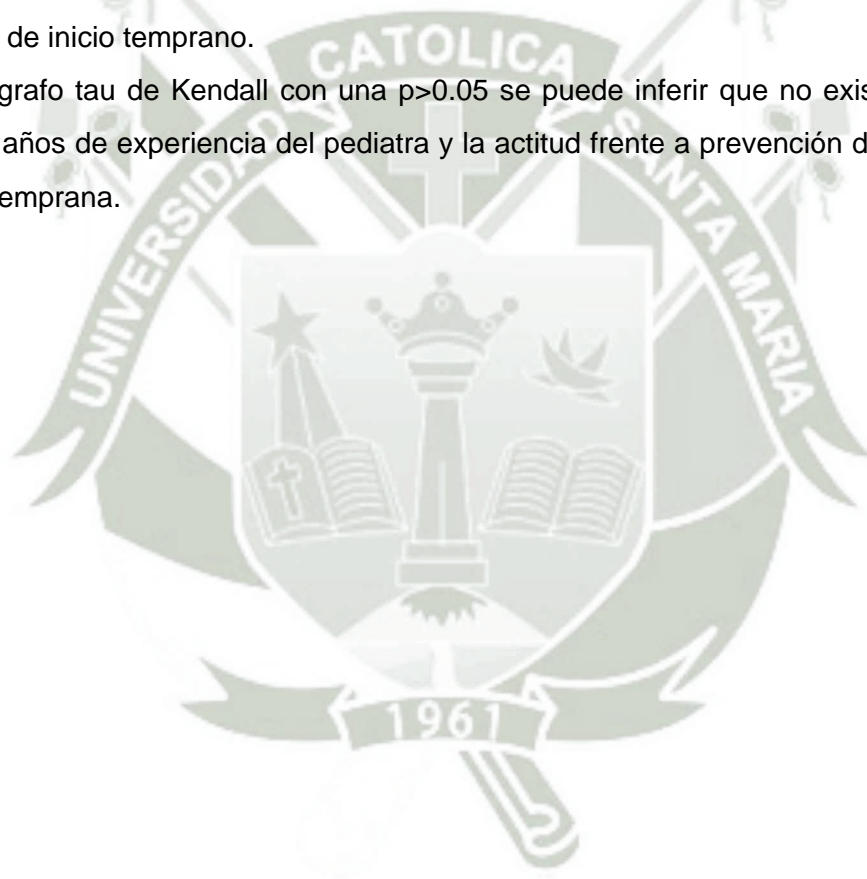 de inicio temprano.
grafo tau de Kendall con una p>0.05 se puede inferir que no exis
años de experiencia del pediatra y la actitud frente a prevención d
emprana.
UNIVERSIDAD
CATOLICA
SANTA MARIA
1961